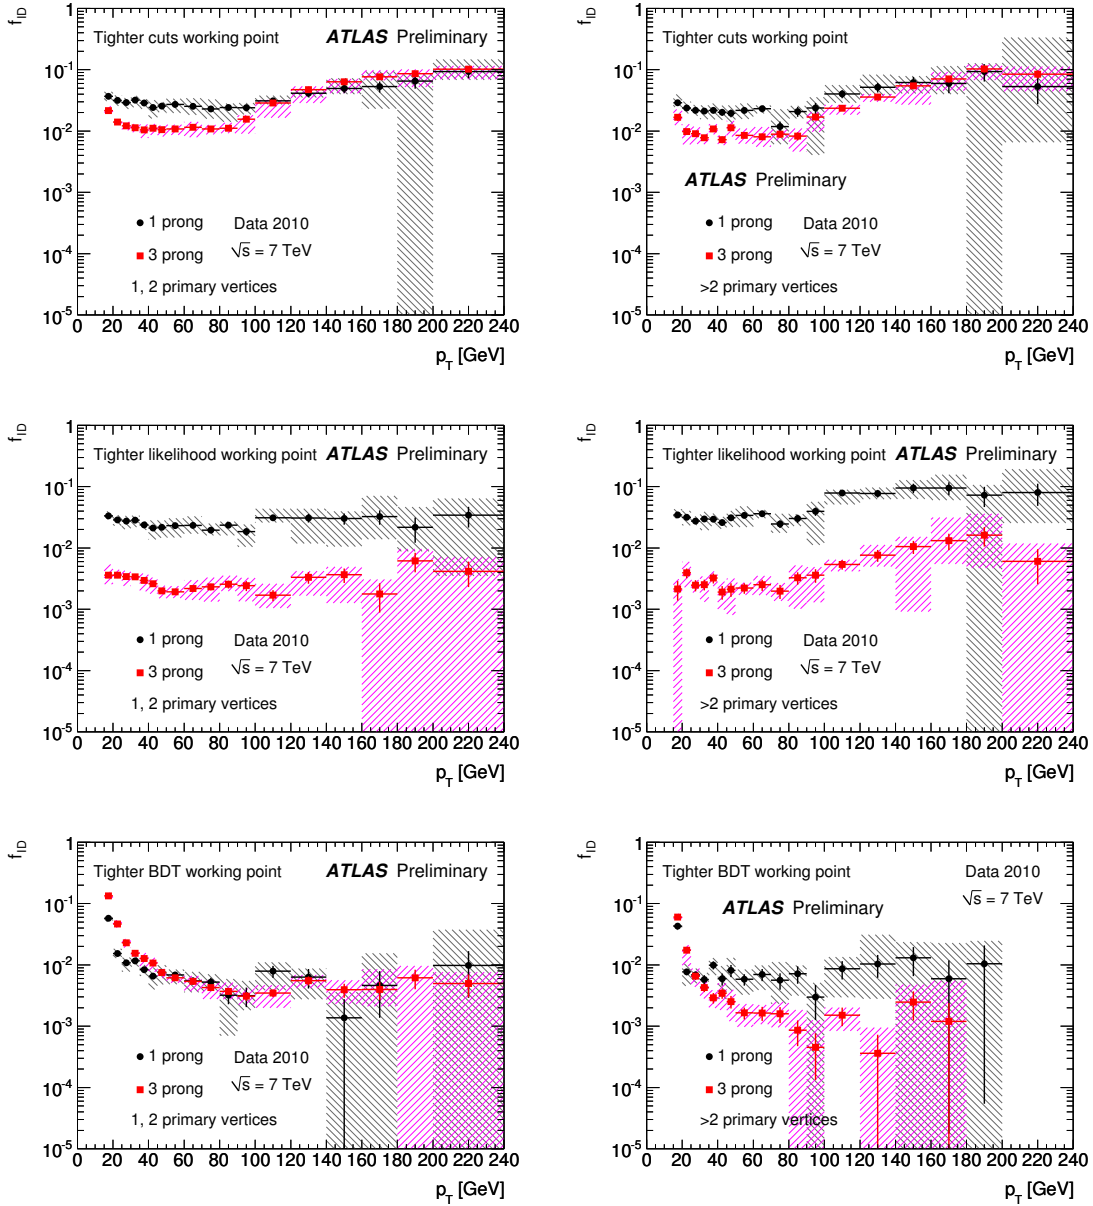 f_ID
1
Tighter cuts working point ATLAS Preliminary
10^-1
10^-2
10^-3
1 prong Data 2010
3 prong √s = 7 TeV
10^-4
1, 2 primary vertices
10^-5
0 20 40 60 80 100 120 140 160 180 200 220 240
p_T [GeV]
f_ID
1
Tighter cuts working point
10^-1
10^-2
10^-3
ATLAS Preliminary
1 prong Data 2010
3 prong √s = 7 TeV
10^-4
>2 primary vertices
10^-5
0 20 40 60 80 100 120 140 160 180 200 220 240
p_T [GeV]
f_ID
1
Tighter likelihood working point ATLAS Preliminary
10^-1
10^-2
10^-3
1 prong Data 2010
3 prong √s = 7 TeV
10^-4
1, 2 primary vertices
10^-5
0 20 40 60 80 100 120 140 160 180 200 220 240
p_T [GeV]
f_ID
1
Tighter likelihood working point ATLAS Preliminary
10^-1
10^-2
10^-3
1 prong Data 2010
3 prong √s = 7 TeV
10^-4
>2 primary vertices
10^-5
0 20 40 60 80 100 120 140 160 180 200 220 240
p_T [GeV]
f_ID
1
Tighter BDT working point ATLAS Preliminary
10^-1
10^-2
10^-3
1 prong Data 2010
3 prong √s = 7 TeV
10^-4
1, 2 primary vertices
10^-5
0 20 40 60 80 100 120 140 160 180 200 220 240
p_T [GeV]
f_ID
1
Tighter BDT working point Data 2010
√s = 7 TeV
10^-1
ATLAS Preliminary
10^-2
10^-3
1 prong
3 prong
10^-4
>2 primary vertices
10^-5
0 20 40 60 80 100 120 140 160 180 200 220 240
p_T [GeV]